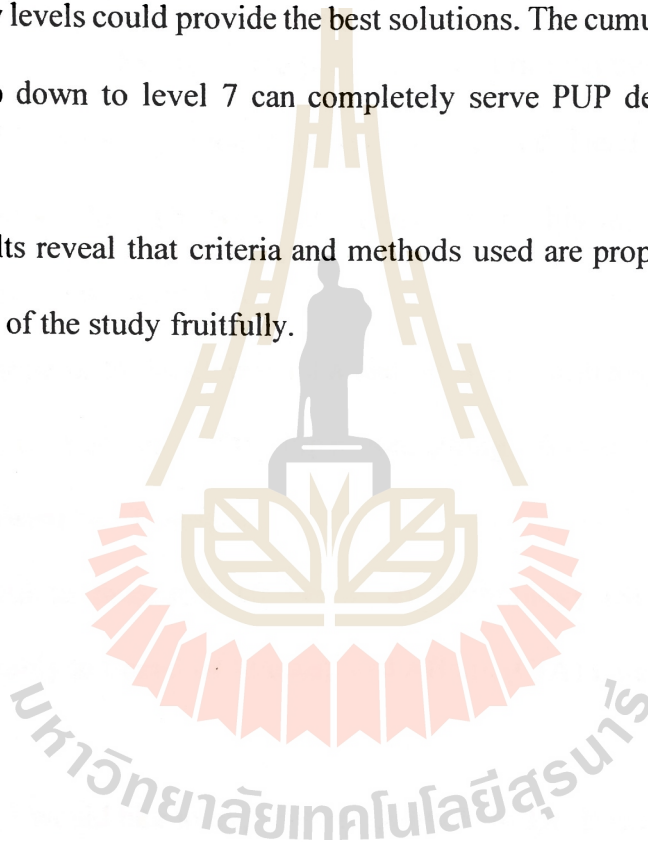 levels could provide the best solutions. The cumu
down to level 7 can completely serve PUP de
lts reveal that criteria and methods used are prop
of the study fruitfully.
มหาวิทยาลัยเทคโนโลยีสุรนารี